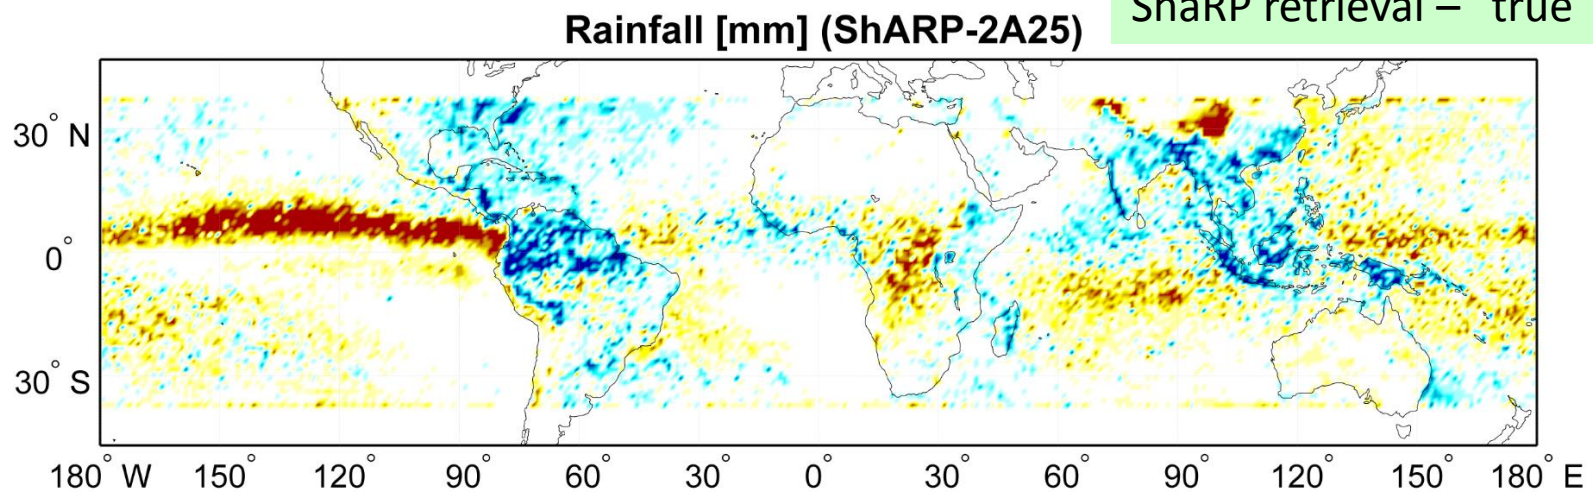 ShaRP retrieval – "true"
Rainfall [mm] (ShARP-2A25)
30° N
0°
30° S
180° W 150° 120° 90° 60° 30° 0° 30° 60° 90° 120° 150° 180° E